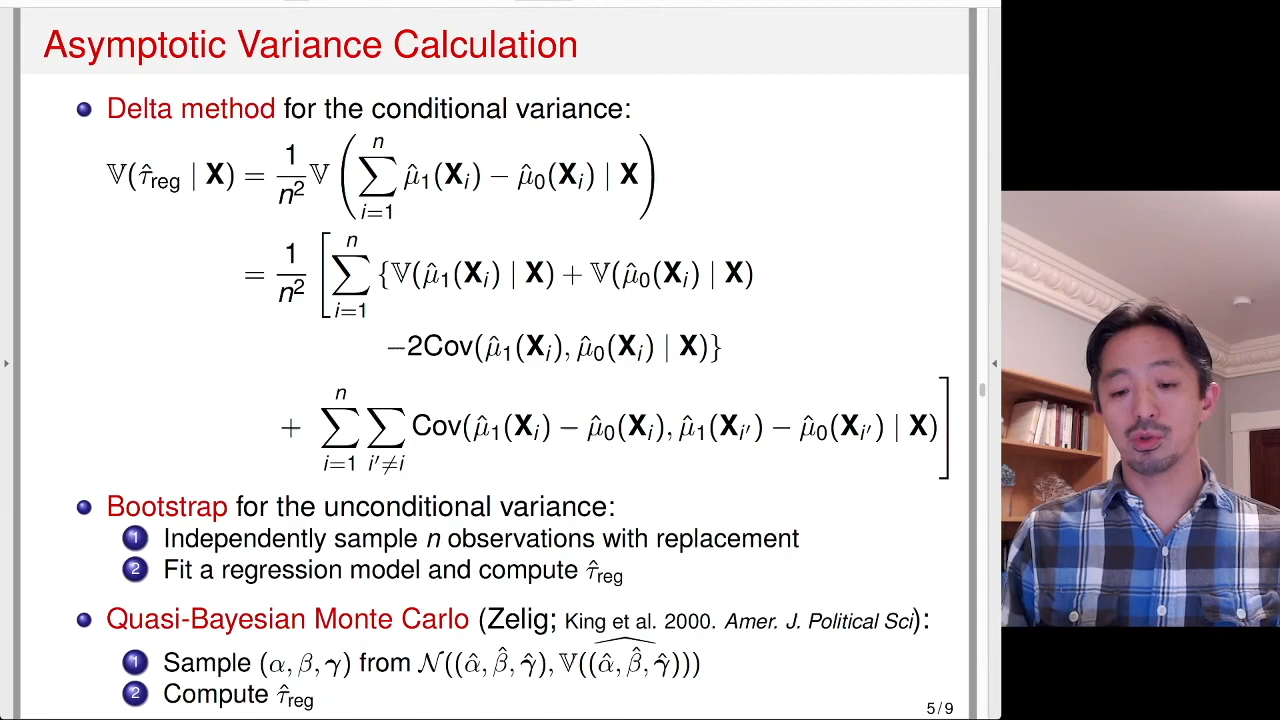 Asymptotic Variance Calculation
Delta method for the conditional variance:
𝕍(τ̂_reg | X) = 1/n² 𝕍 ( ∑_{i=1}^{n} μ̂₁(X_i) − μ̂₀(X_i) | X )
= 1/n² [ ∑_{i=1}^{n} {𝕍(μ̂₁(X_i) | X) + 𝕍(μ̂₀(X_i) | X)
−2Cov(μ̂₁(X_i), μ̂₀(X_i) | X)}
+ ∑_{i=1}^{n} ∑_{i′≠i} Cov(μ̂₁(X_i) − μ̂₀(X_i), μ̂₁(X_{i′}) − μ̂₀(X_{i′}) | X) ]
Bootstrap for the unconditional variance:
1 Independently sample n observations with replacement
2 Fit a regression model and compute τ̂_reg
Quasi-Bayesian Monte Carlo (Zelig; King et al. 2000. Amer. J. Political Sci):
1 Sample (α, β, γ) from 𝒩((α̂, β̂, γ̂), \widehat{𝕍((α̂, β̂, γ̂))})
2 Compute τ̂_reg
5/9